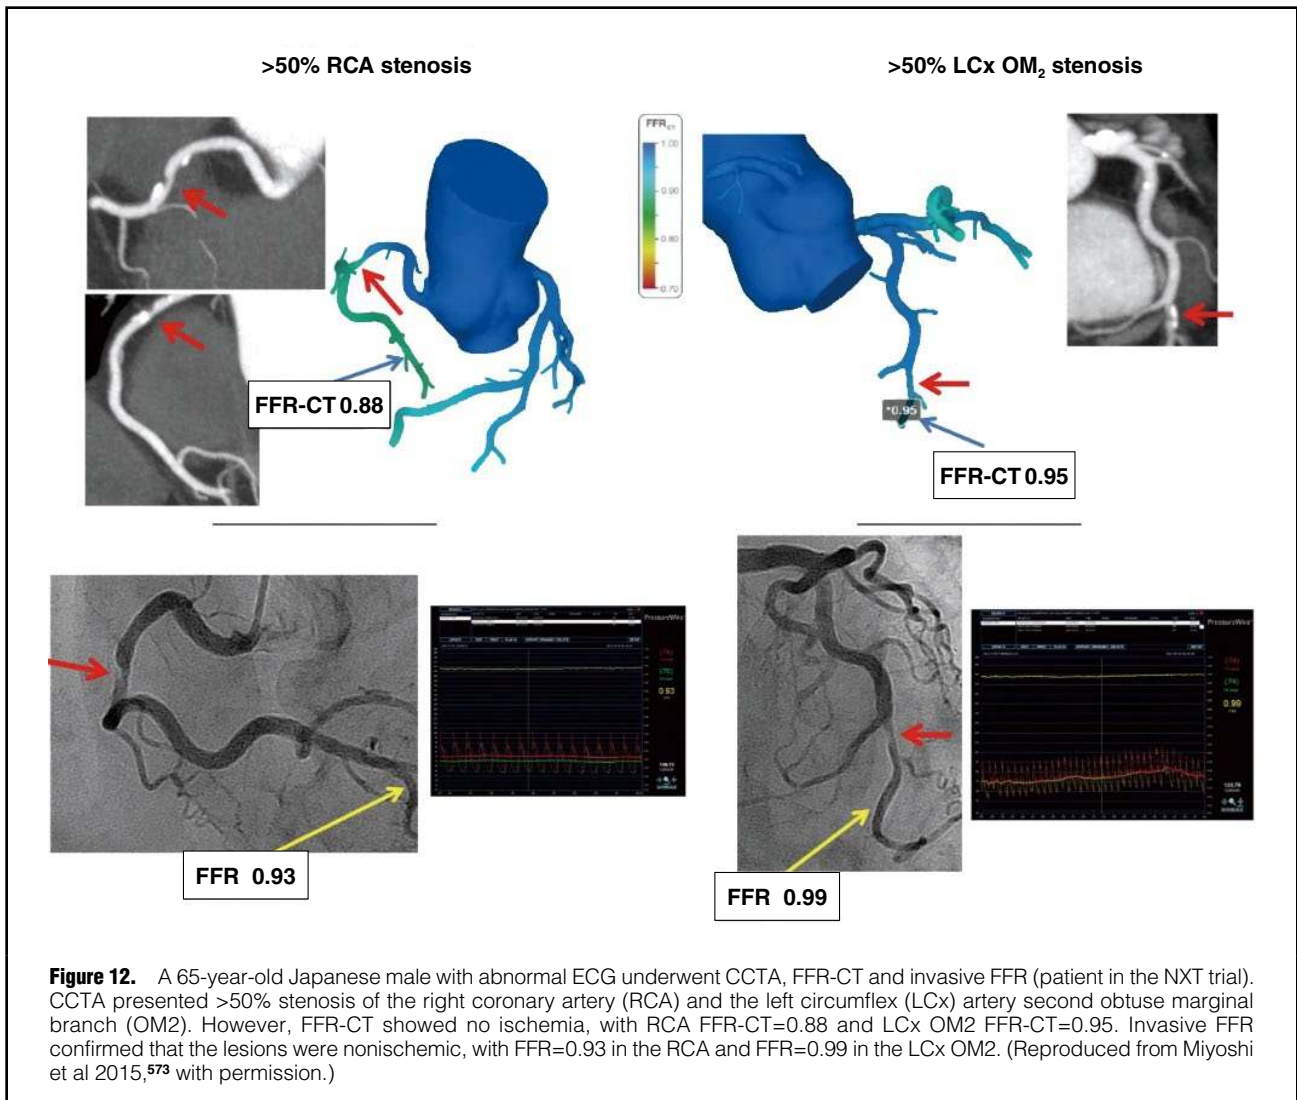 >50% RCA stenosis
>50% LCx OM₂ stenosis
FFRCT
1.00
0.90
0.80
0.70
FFR-CT 0.88
*0.95
FFR-CT 0.95
PressureWire
0.93
PressureWire
0.99
FFR 0.93
FFR 0.99
Figure 12. A 65-year-old Japanese male with abnormal ECG underwent CCTA, FFR-CT and invasive FFR (patient in the NXT trial).
CCTA presented >50% stenosis of the right coronary artery (RCA) and the left circumflex (LCx) artery second obtuse marginal
branch (OM2). However, FFR-CT showed no ischemia, with RCA FFR-CT=0.88 and LCx OM2 FFR-CT=0.95. Invasive FFR
confirmed that the lesions were nonischemic, with FFR=0.93 in the RCA and FFR=0.99 in the LCx OM2. (Reproduced from Miyoshi
et al 2015,573 with permission.)